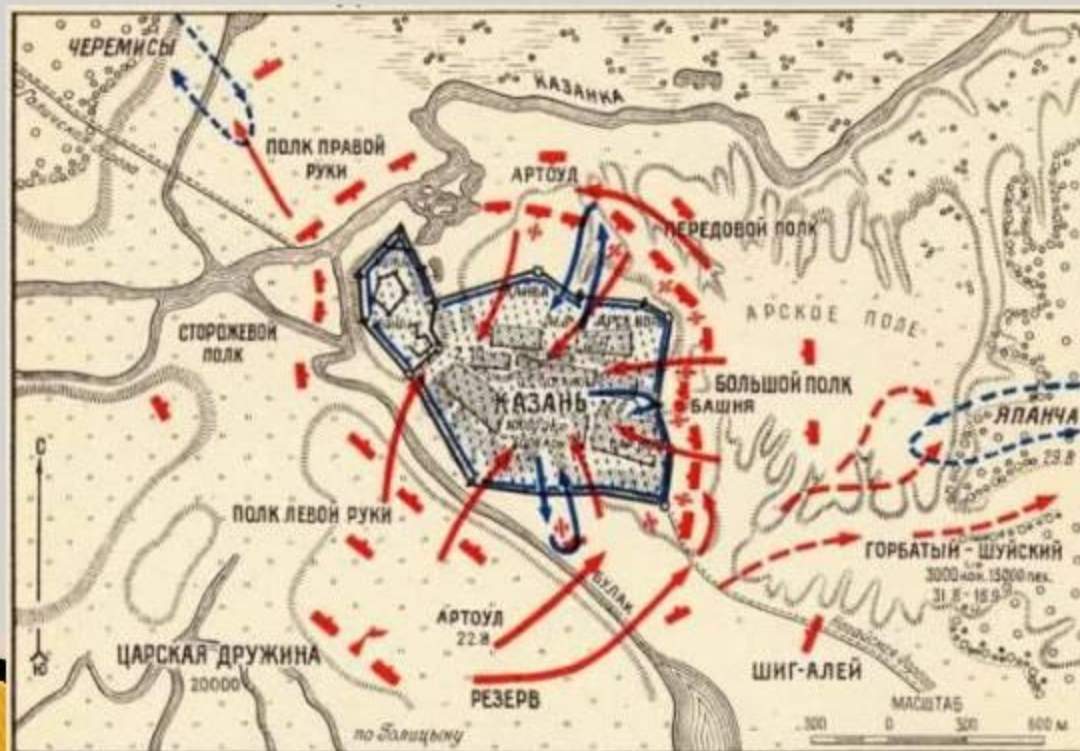 ЧЕРЕМИСЫ
КАЗАНКА
ПОЛК ПРАВОЙ
РУКИ
АРТОУЛ
ПЕРЕДОВОЙ ПОЛК
АРСКОЕ ПОЛЕ
СТОРОЖЕВОЙ
ПОЛК
БОЛЬШОЙ ПОЛК
БАШНЯ
КАЗАНЬ
ЯПАНЧА
29.8
С
ПОЛК ЛЕВОЙ РУКИ
ГОРБАТЫЙ-ШУЙСКИЙ
3000 кон. 15000 пех.
БУЛАК
АРТОУЛ
22.8
ЦАРСКАЯ ДРУЖИНА
20000
Ю
ШИГ-АЛЕЙ
РЕЗЕРВ
МАСШТАБ
300 0 300 600 м.
по Голицыну